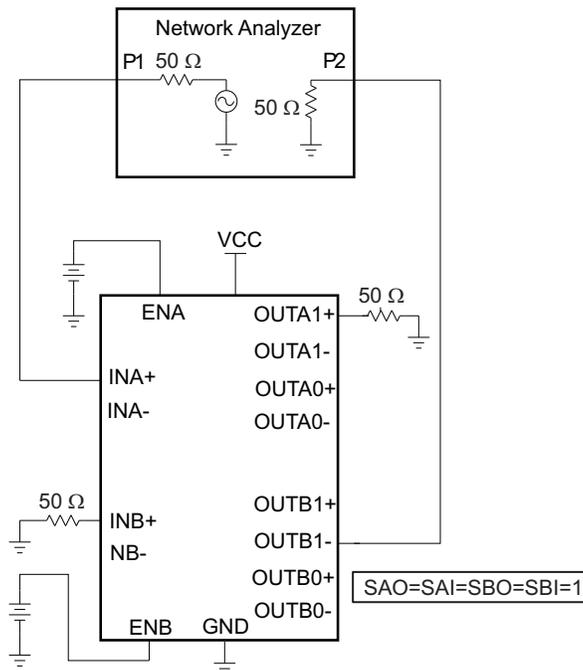 Network Analyzer
P1
50 Ω
P2
50 Ω
VCC
ENA
OUTA1+
50 Ω
OUTA1-
INA+
OUTA0+
INA-
OUTA0-
50 Ω
INB+
OUTB1+
NB-
OUTB1-
OUTB0+
SAO=SAI=SBO=SBI=1
OUTB0-
ENB
GND